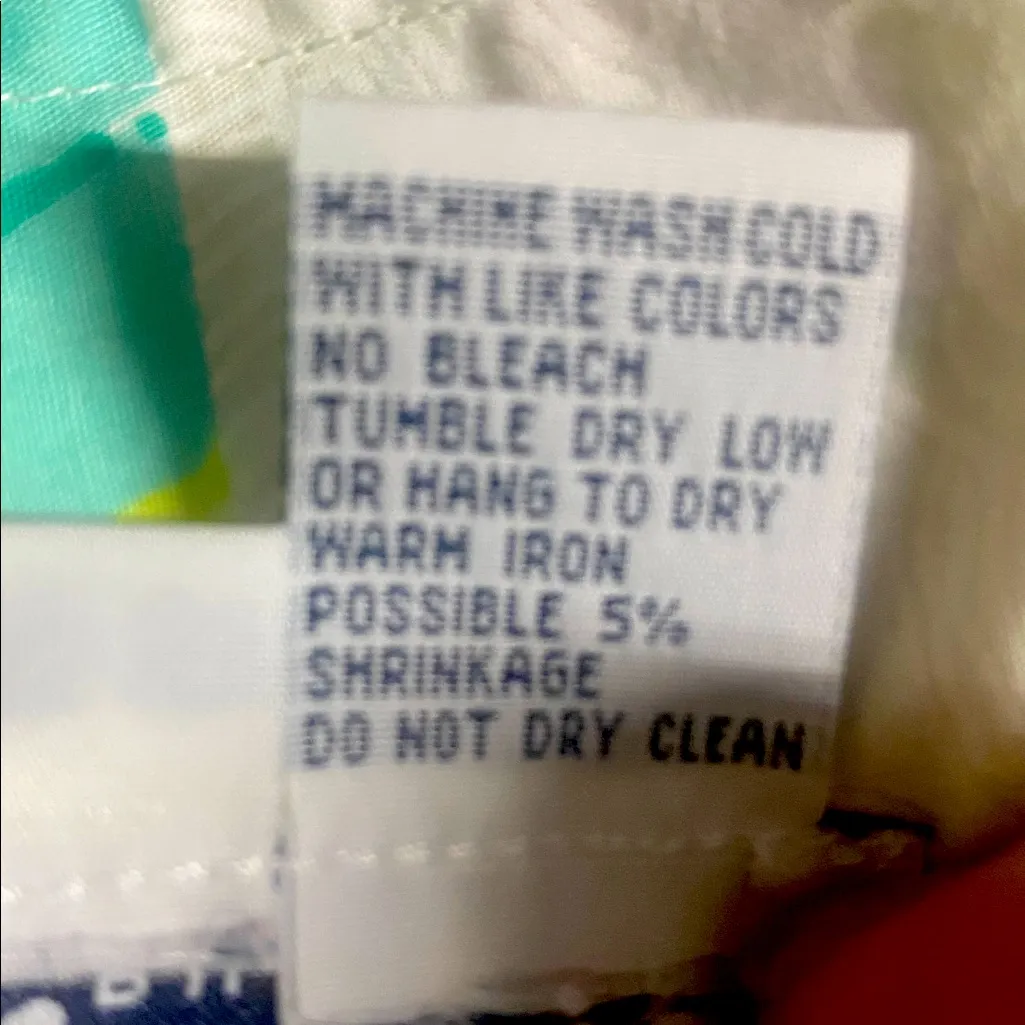 MACHINE WASH COLD
WITH LIKE COLORS
NO BLEACH
TUMBLE DRY LOW
OR HANG TO DRY
WARM IRON
POSSIBLE 5%
SHRINKAGE
DO NOT DRY CLEAN